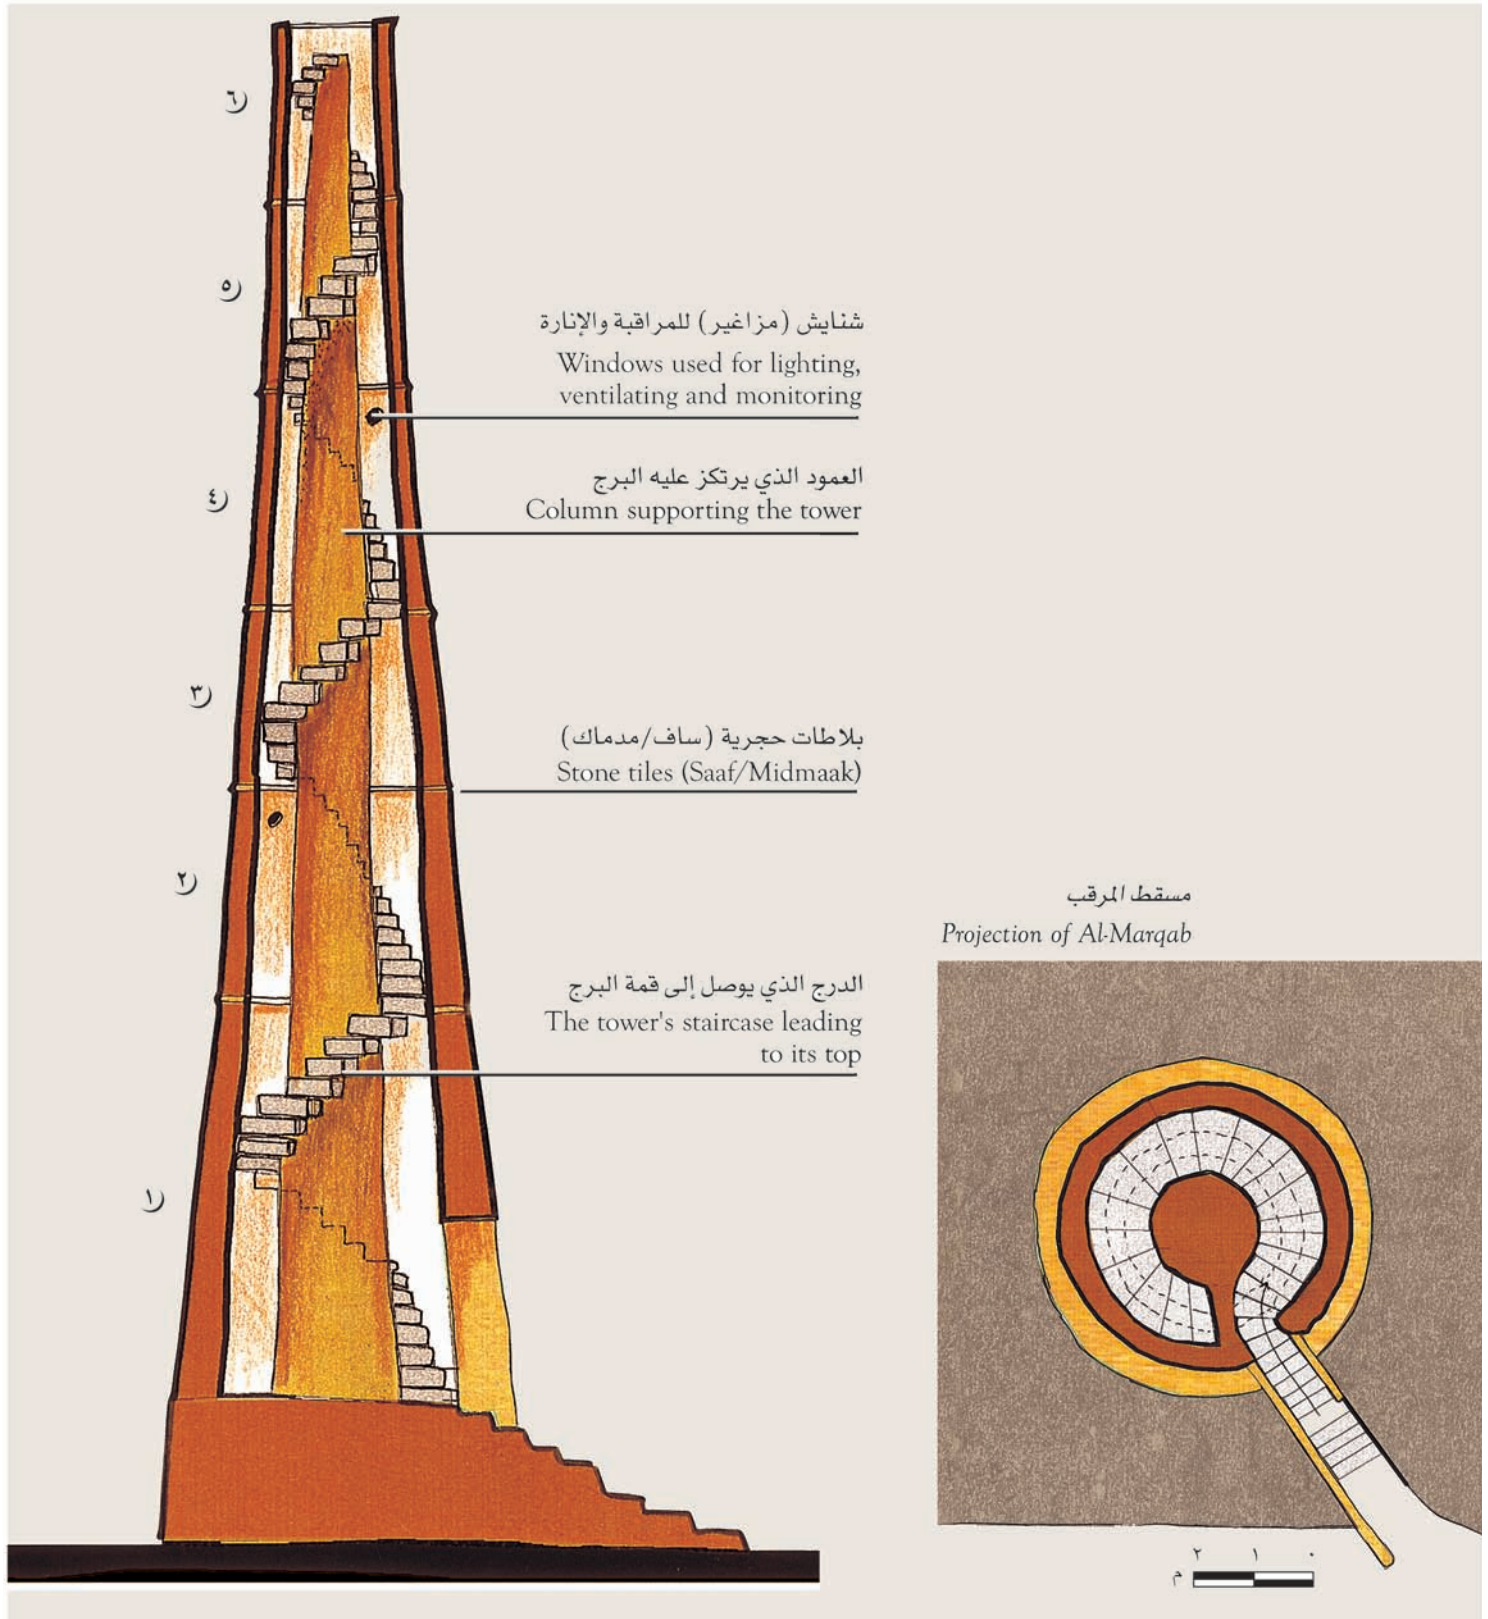 ٦
٥
شنايش (مزاغير) للمراقبة والإنارة
Windows used for lighting,
ventilating and monitoring
العمود الذي يرتكز عليه البرج
Column supporting the tower
٤
٣
بلاطات حجرية (ساف/مدماك)
Stone tiles (Saaf/Midmaak)
٢
مسقط المرقب
Projection of Al-Marqab
الدرج الذي يوصل إلى قمة البرج
The tower's staircase leading
to its top
١
٠ ١ ٢
م